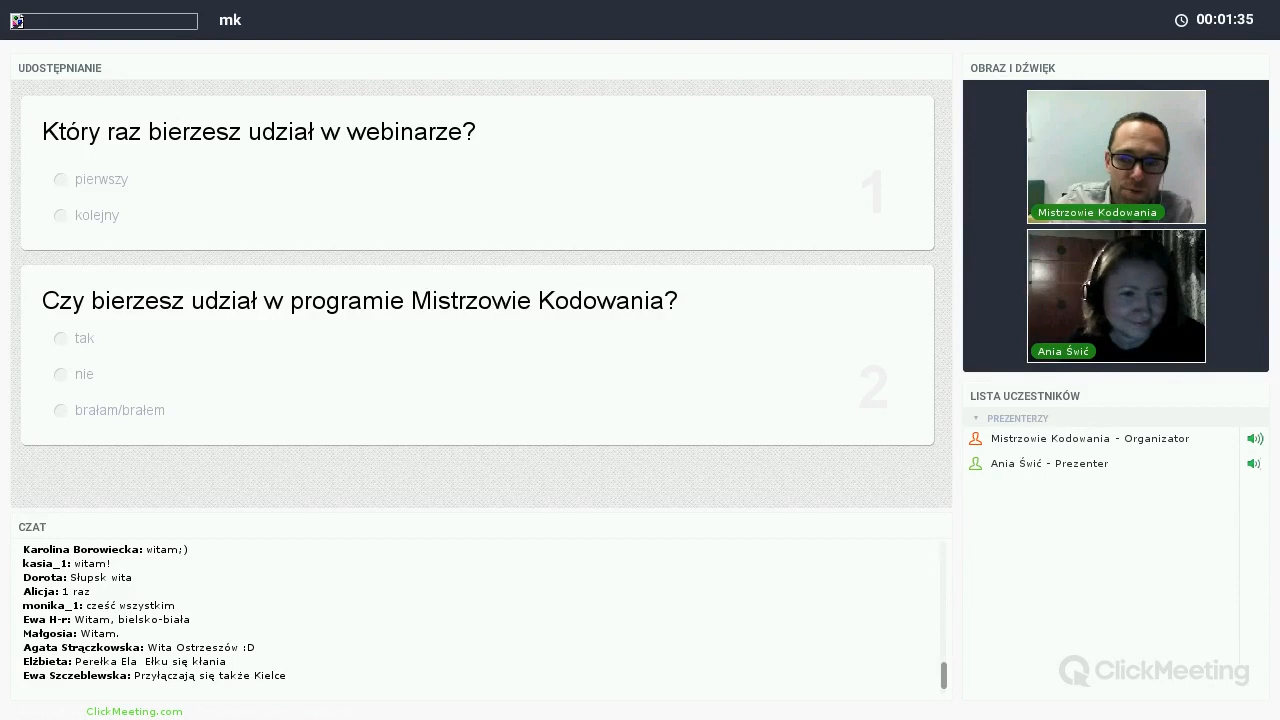 mk
00:01:35
UDOSTĘPNIANIE
Który raz bierzesz udział w webinarze?
pierwszy
kolejny
1
Czy bierzesz udział w programie Mistrzowie Kodowania?
tak
nie
brałam/brałem
2
CZAT
Karolina Borowiecka: witam;)
kasia_1: witam!
Dorota: Słupsk wita
Alicja: 1 raz
monika_1: cześć wszystkim
Ewa H-r: Witam, bielsko-biała
Małgosia: Witam.
Agata Strączkowska: Wita Ostrzeszów :D
Elżbieta: Perełka Ela Ełku się kłania
Ewa Szczeblewska: Przyłączają się także Kielce
ClickMeeting.com
OBRAZ I DŹWIĘK
Mistrzowie Kodowania
Ania Świć
LISTA UCZESTNIKÓW
PREZENTERZY
Mistrzowie Kodowania - Organizator
Ania Świć - Prezenter
ClickMeeting